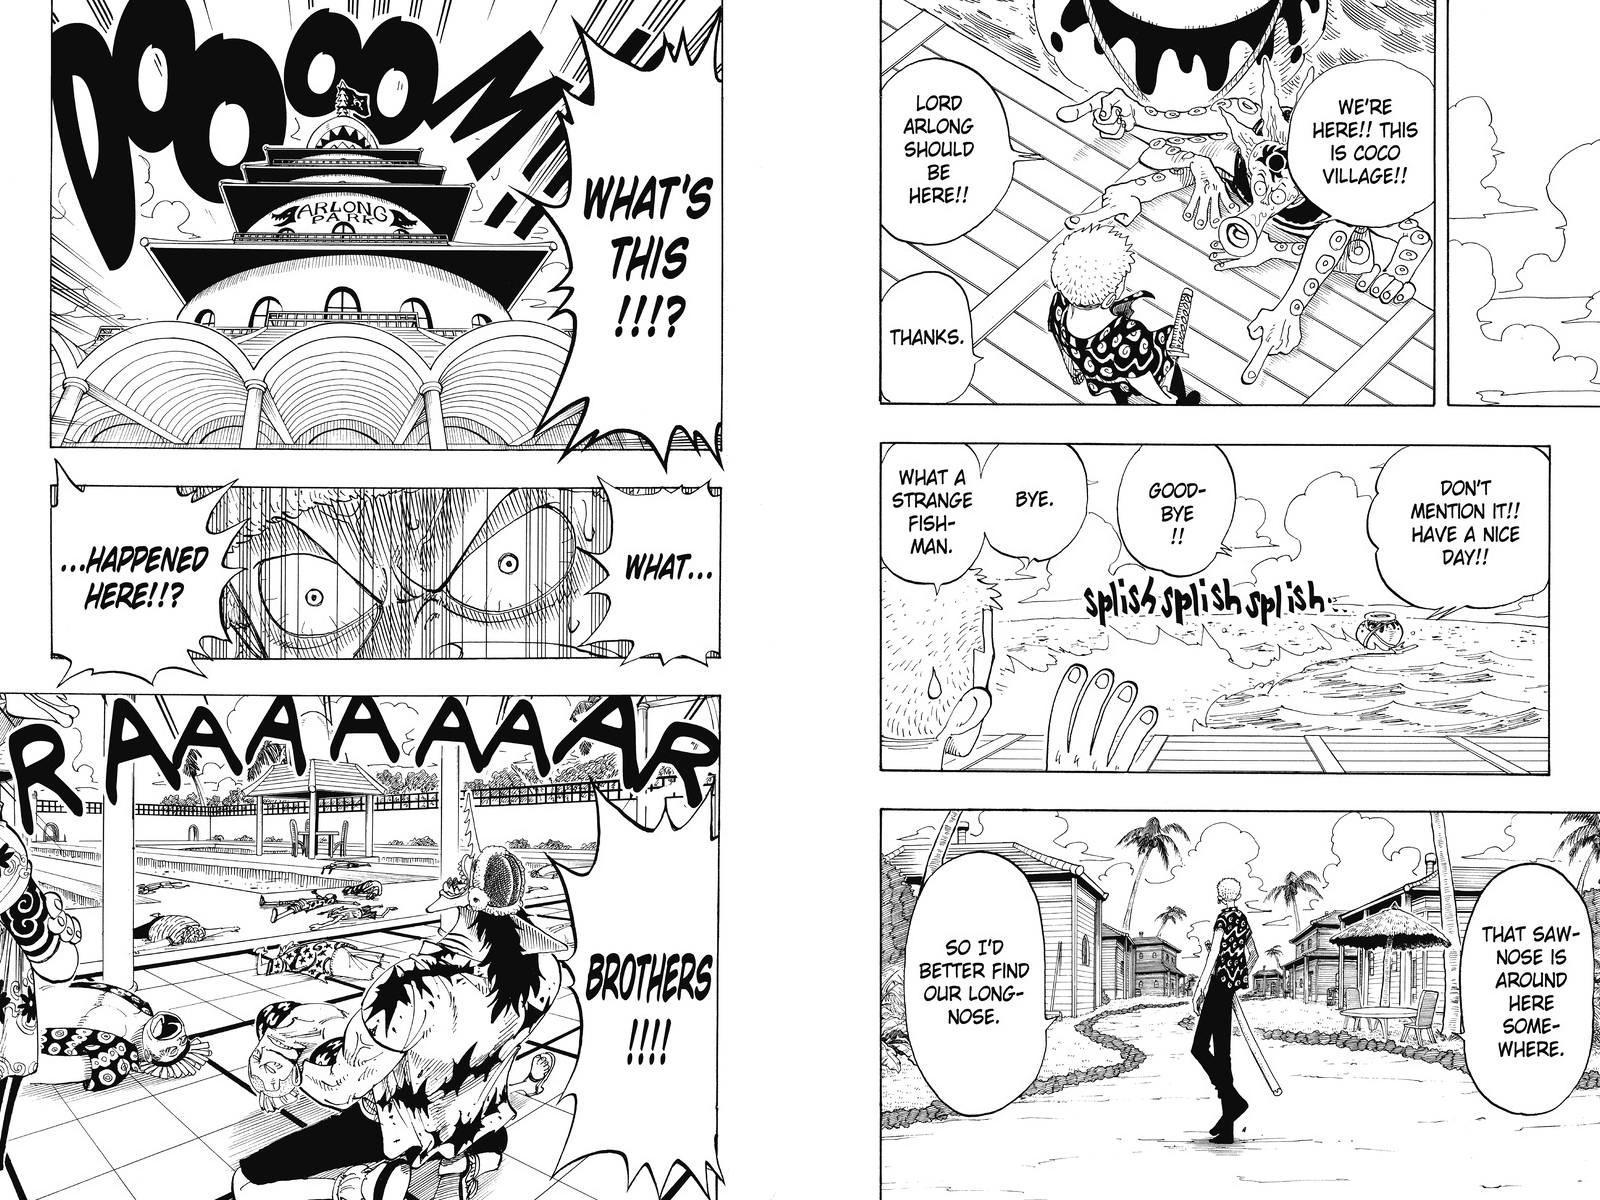 WE'RE
HERE!! THIS
IS COCO
VILLAGE!!
LORD
ARLONG
SHOULD
BE
HERE!!
THANKS.
DON'T
MENTION IT!!
HAVE A NICE
DAY!!
GOOD-
BYE
!!
BYE.
WHAT A
STRANGE
FISH-
MAN.
splish splish splish...
THAT SAW-
NOSE IS
AROUND
HERE
SOME-
WHERE.
SO I'D
BETTER FIND
OUR LONG-
NOSE.
WHAT'S
THIS
!!!?
DOOOOM!!!
ARLONG
PARK
WHAT...
...HAPPENED
HERE!!?
RAAAAAAAR
BROTHERS
!!!!